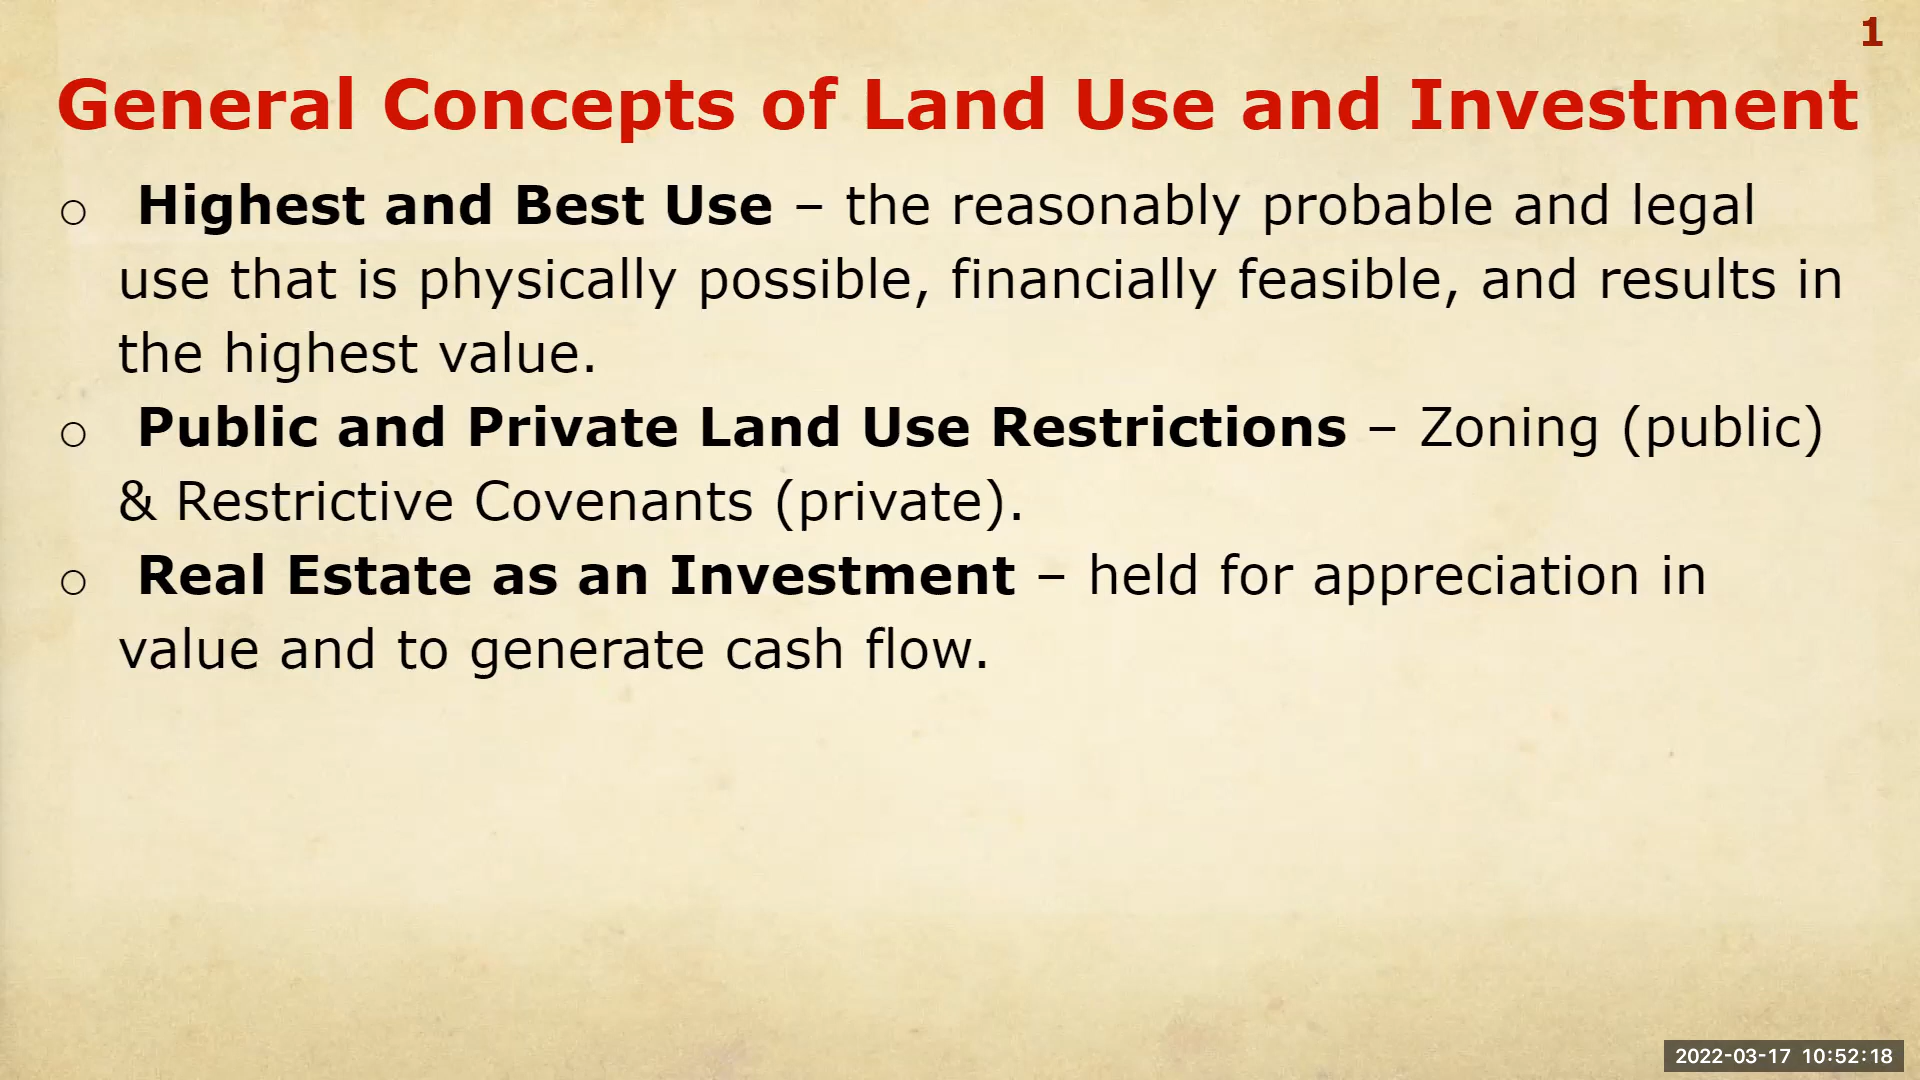 1
General Concepts of Land Use and Investment
o Highest and Best Use – the reasonably probable and legal
use that is physically possible, financially feasible, and results in
the highest value.
o Public and Private Land Use Restrictions – Zoning (public)
& Restrictive Covenants (private).
o Real Estate as an Investment – held for appreciation in
value and to generate cash flow.
2022-03-17 10:52:18